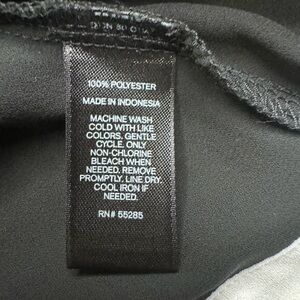 100% POLYESTER
MADE IN INDONESIA
MACHINE WASH
COLD WITH LIKE
COLORS. GENTLE
CYCLE. ONLY
NON-CHLORINE
BLEACH WHEN
NEEDED. REMOVE
PROMPTLY. LINE DRY.
COOL IRON IF
NEEDED.
RN# 55285